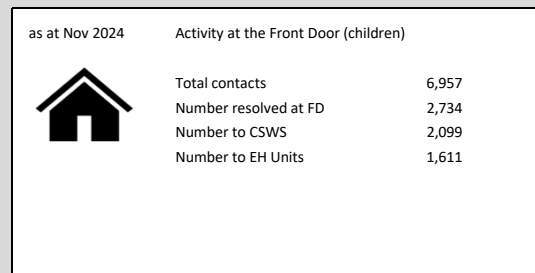 as at Nov 2024 Activity at the Front Door (children)
Total contacts 6,957
Number resolved at FD 2,734
Number to CSWS 2,099
Number to EH Units 1,611